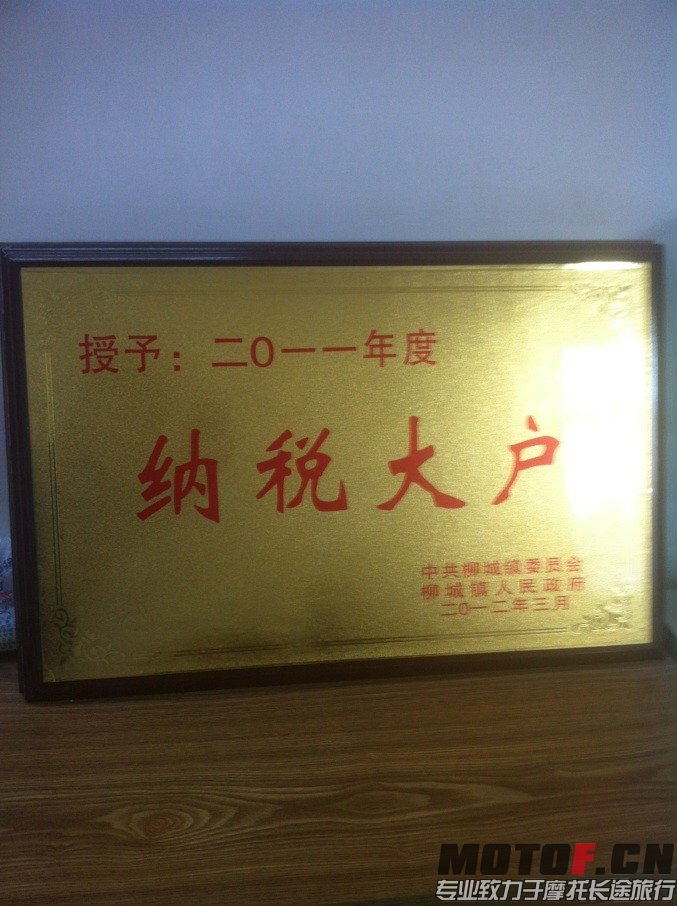 授予：二0一一年度
纳税大户
中共柳城镇委员会
柳城镇人民政府
二0一二年三月
MOTOF.CN
专业致力于摩托长途旅行